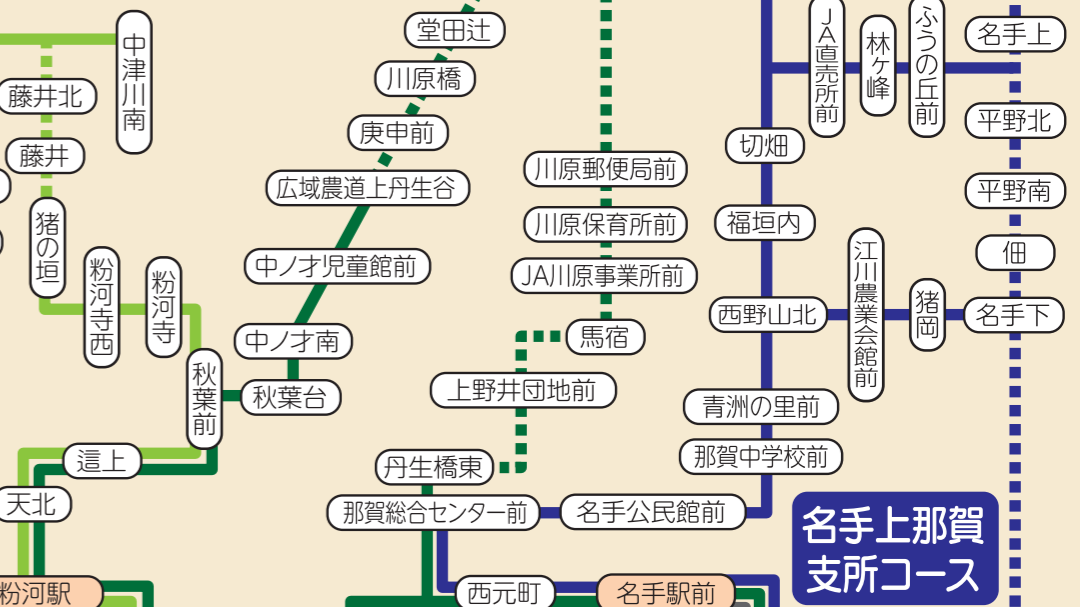 中津川南
藤井北
藤井
猪の垣
粉河寺西
粉河寺
秋葉前
這上
天北
粉河駅
堂田辻
川原橋
庚申前
広域農道上丹生谷
中ノ才児童館前
中ノ才南
秋葉台
川原郵便局前
川原保育所前
JA川原事業所前
馬宿
上野井団地前
丹生橋東
那賀総合センター前
名手公民館前
西元町
名手駅前
JA直売所前
林ヶ峰
ふうの丘前
名手上
切畑
平野北
平野南
福垣内
佃
江川農業会館前
西野山北
猪岡
名手下
青洲の里前
那賀中学校前
名手上那賀
支所コース